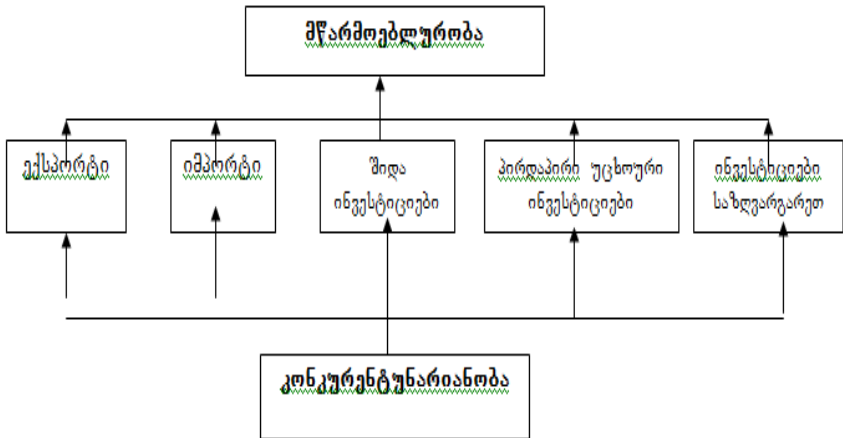 მწარმოებლურობა
ექსპორტი
იმპორტი
შიდა
ინვესტიციები
პირდაპირი უცხოური
ინვესტიციები
ინვესტიციები
საზღვარგარეთ
კონკურენტუნარიანობა